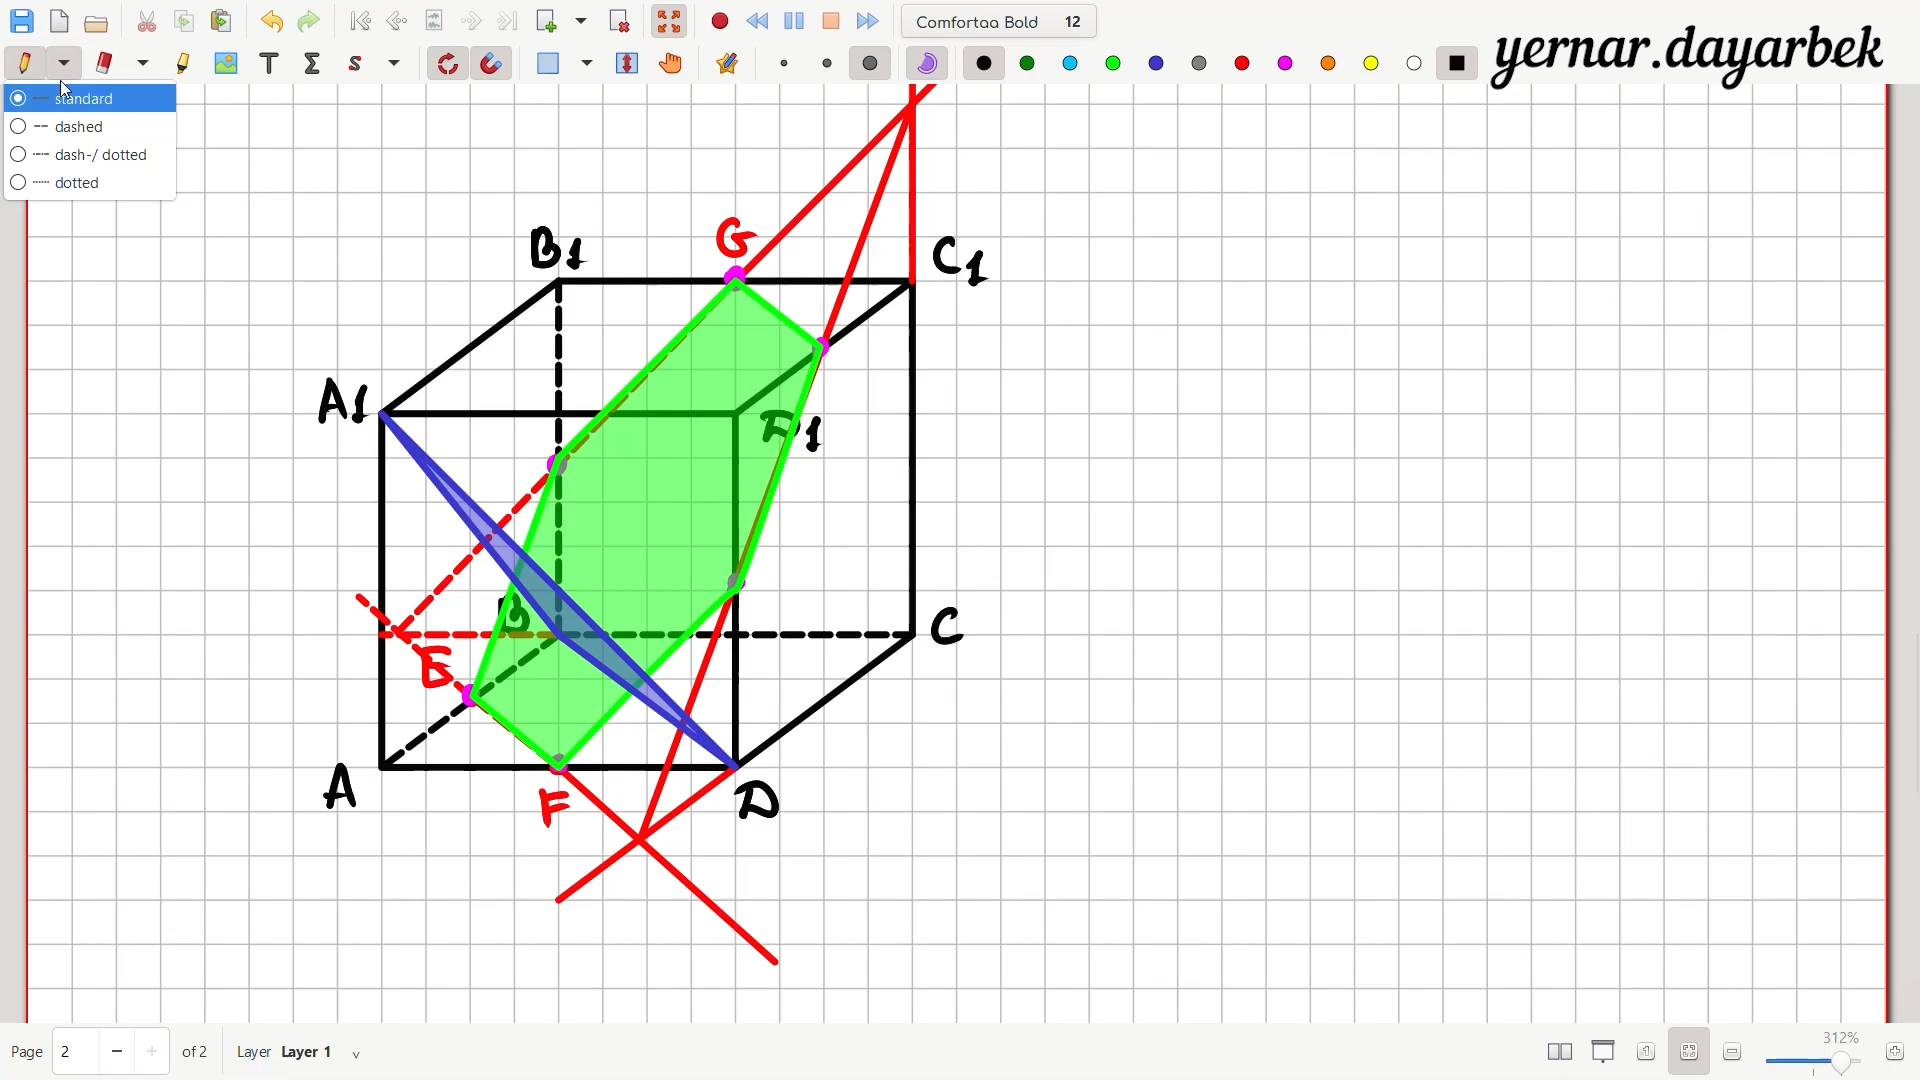 Comfortaa Bold 12
yernar.dayarbek
standard
dashed
dash-/ dotted
dotted
G
B1
C1
A1
D1
B
E
C
A
F
D
Page 2 of 2 Layer Layer 1
312%